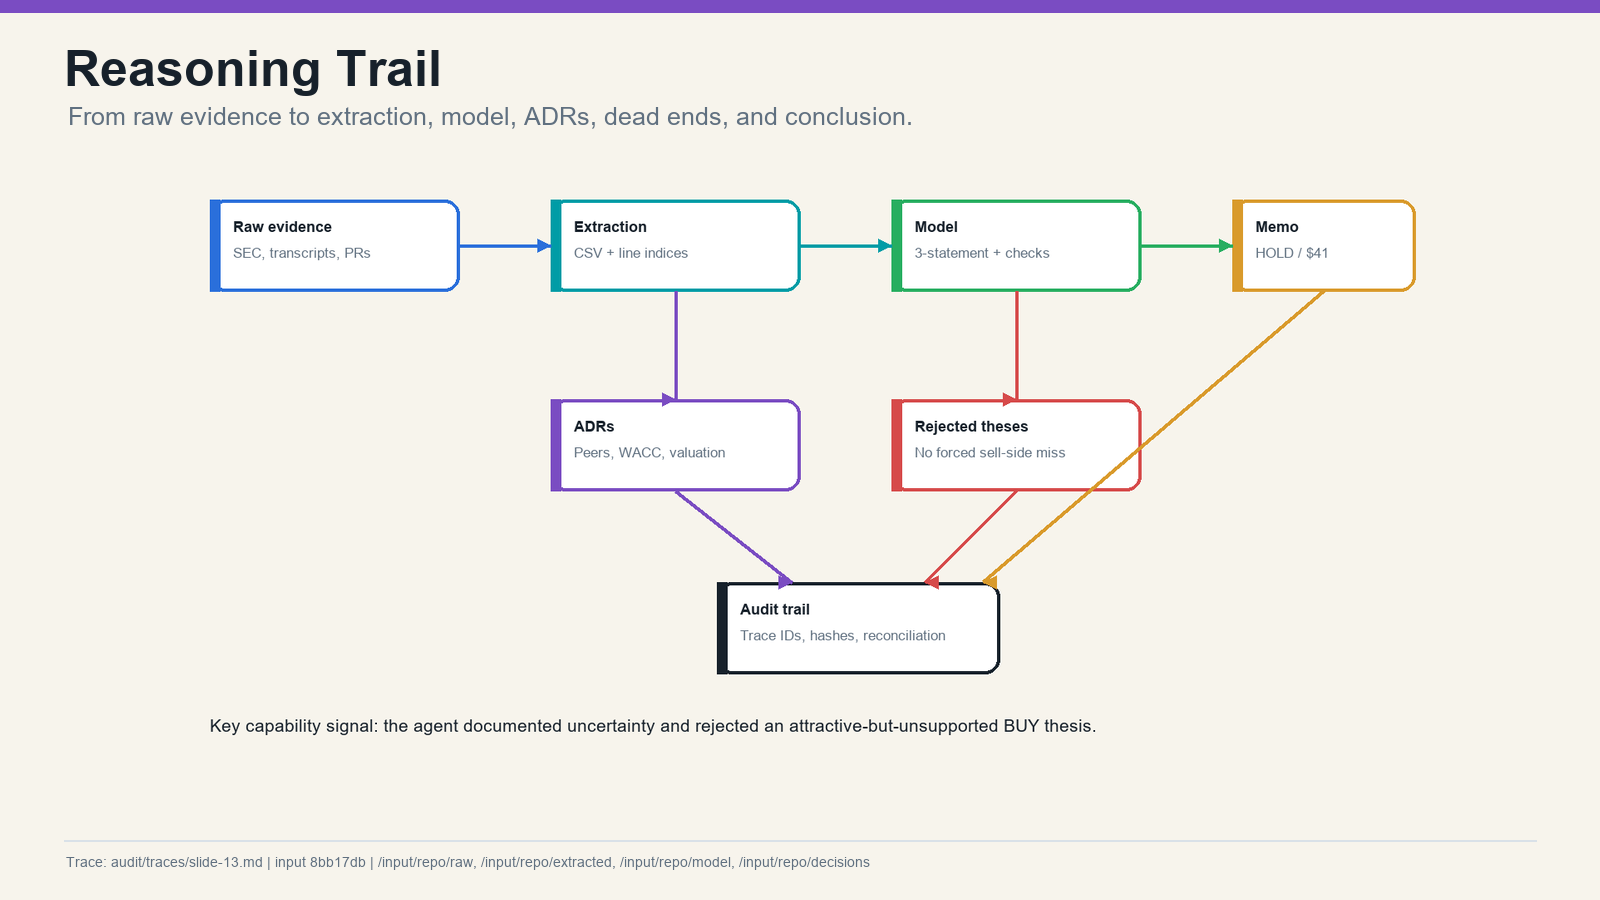 Reasoning Trail
From raw evidence to extraction, model, ADRs, dead ends, and conclusion.
Raw evidence
SEC, transcripts, PRs
Extraction
CSV + line indices
Model
3-statement + checks
Memo
HOLD / $41
ADRs
Peers, WACC, valuation
Rejected theses
No forced sell-side miss
Audit trail
Trace IDs, hashes, reconciliation
Key capability signal: the agent documented uncertainty and rejected an attractive-but-unsupported BUY thesis.
Trace: audit/traces/slide-13.md | input 8bb17db | /input/repo/raw, /input/repo/extracted, /input/repo/model, /input/repo/decisions